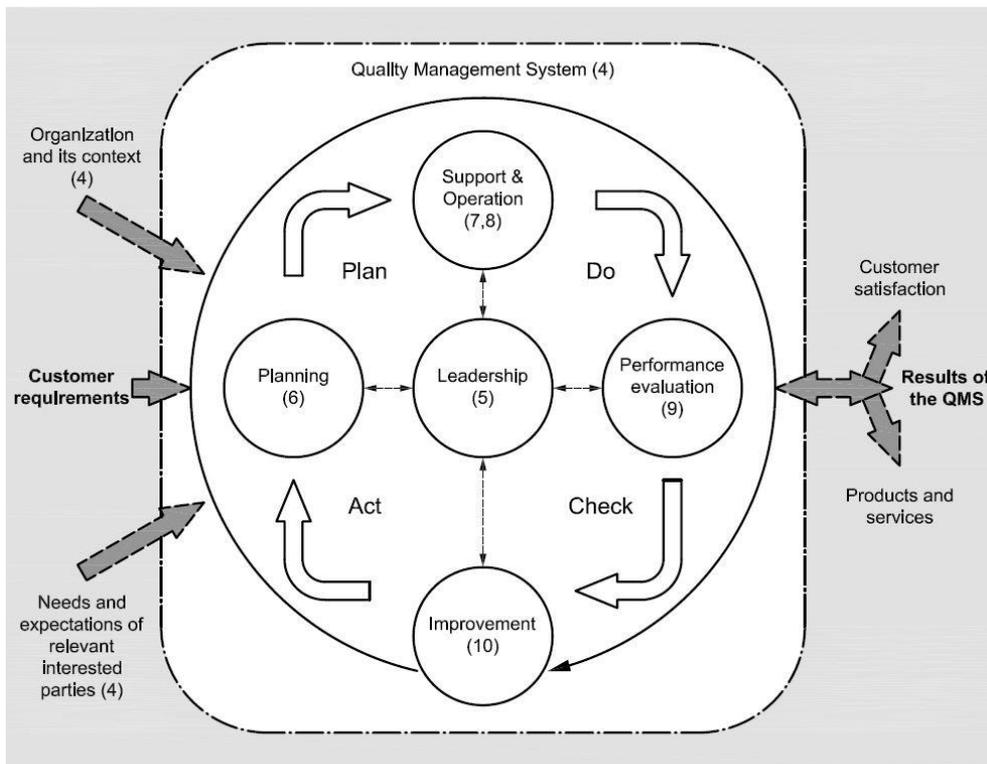 Quality Management System (4)
Organization
and its context
(4)
Support &
Operation
(7,8)
Plan
Do
Customer
satisfaction
Customer
requirements
Planning
(6)
Leadership
(5)
Performance
evaluation
(9)
Results of
the QMS
Act
Check
Products and
services
Needs and
expectations of
relevant
interested
parties (4)
Improvement
(10)